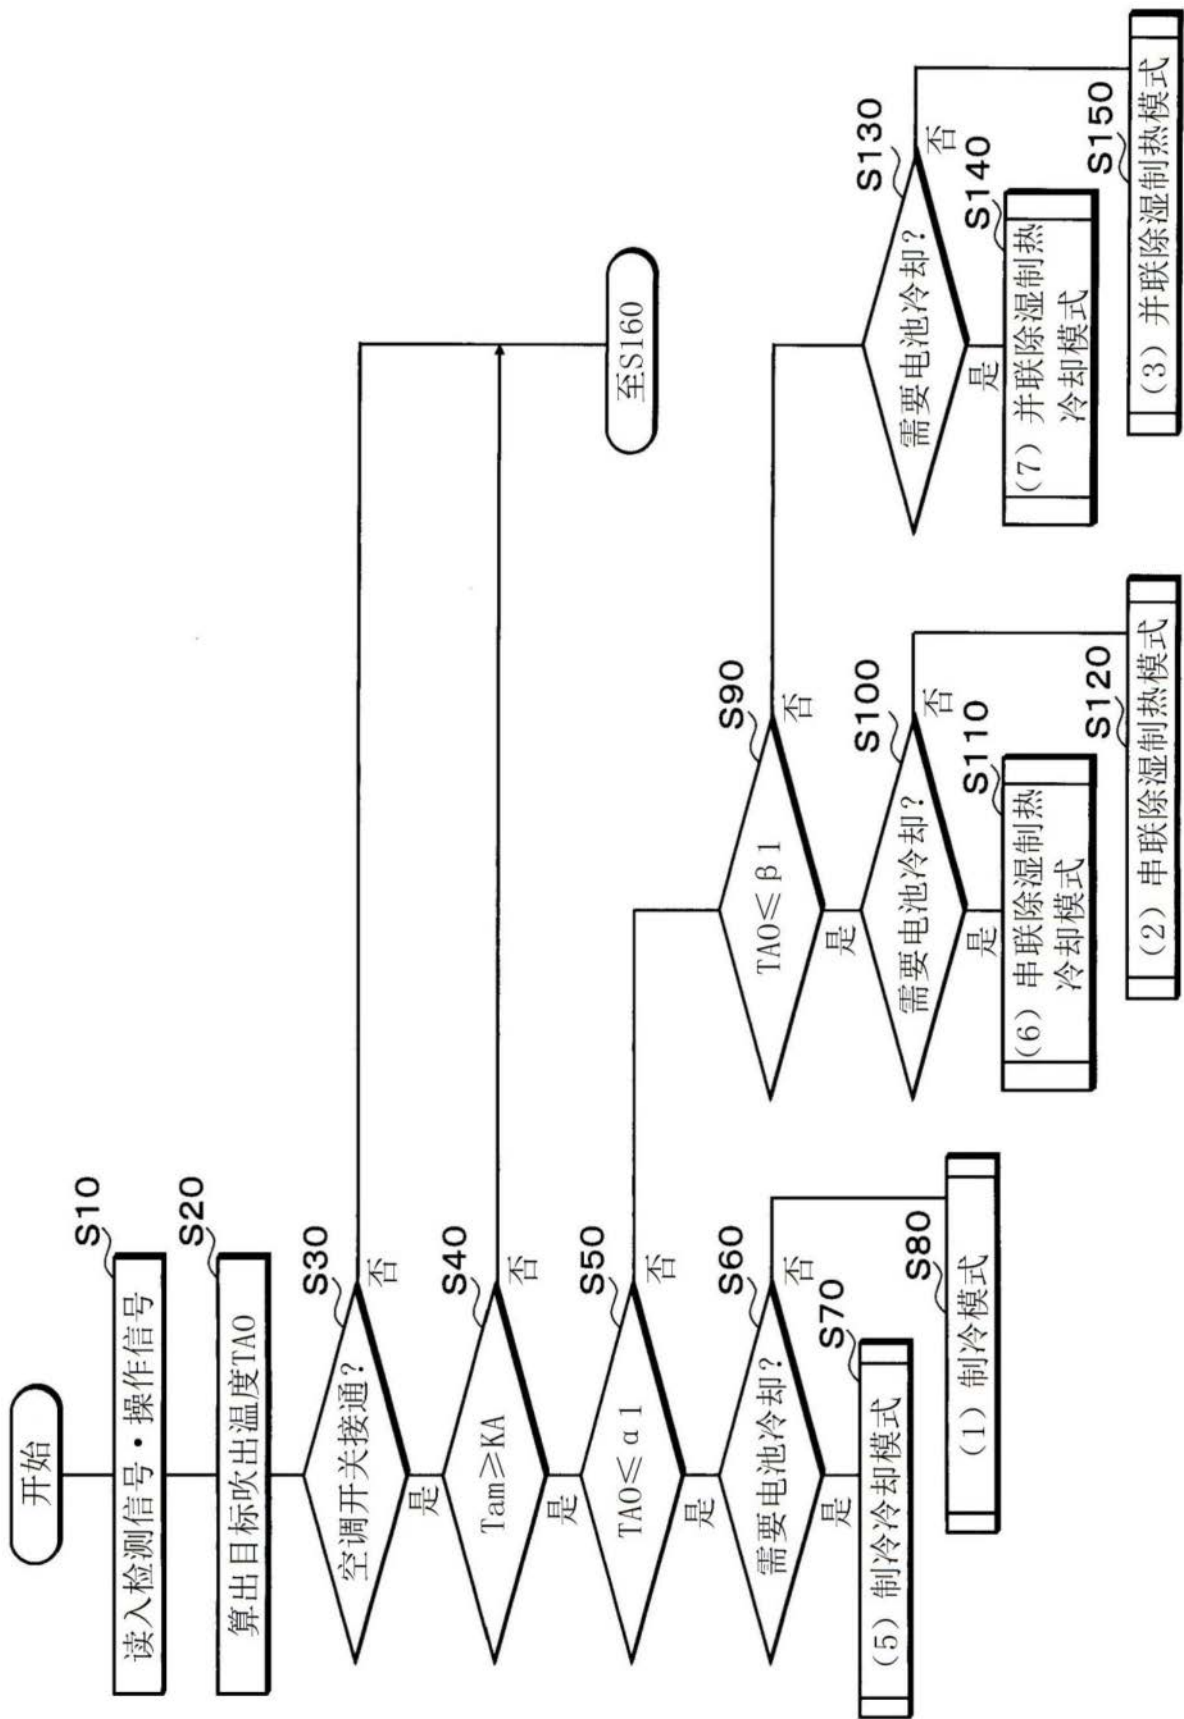 开始
S10
读入检测信号·操作信号
S20
算出目标吹出温度TAO
S30
空调开关接通？
否
是
S40
Tam≥KA
否
是
至S160
S50
TAO≤α1
否
是
S60
需要电池冷却？
否
是
S70
(5) 制冷冷却模式
S80
(1) 制冷模式
S90
TAO≤β1
否
是
S100
需要电池冷却？
否
是
S110
(6) 串联除湿制热
冷却模式
S120
(2) 串联除湿制热模式
S130
需要电池冷却？
否
是
S140
(7) 并联除湿制热
冷却模式
S150
(3) 并联除湿制热模式